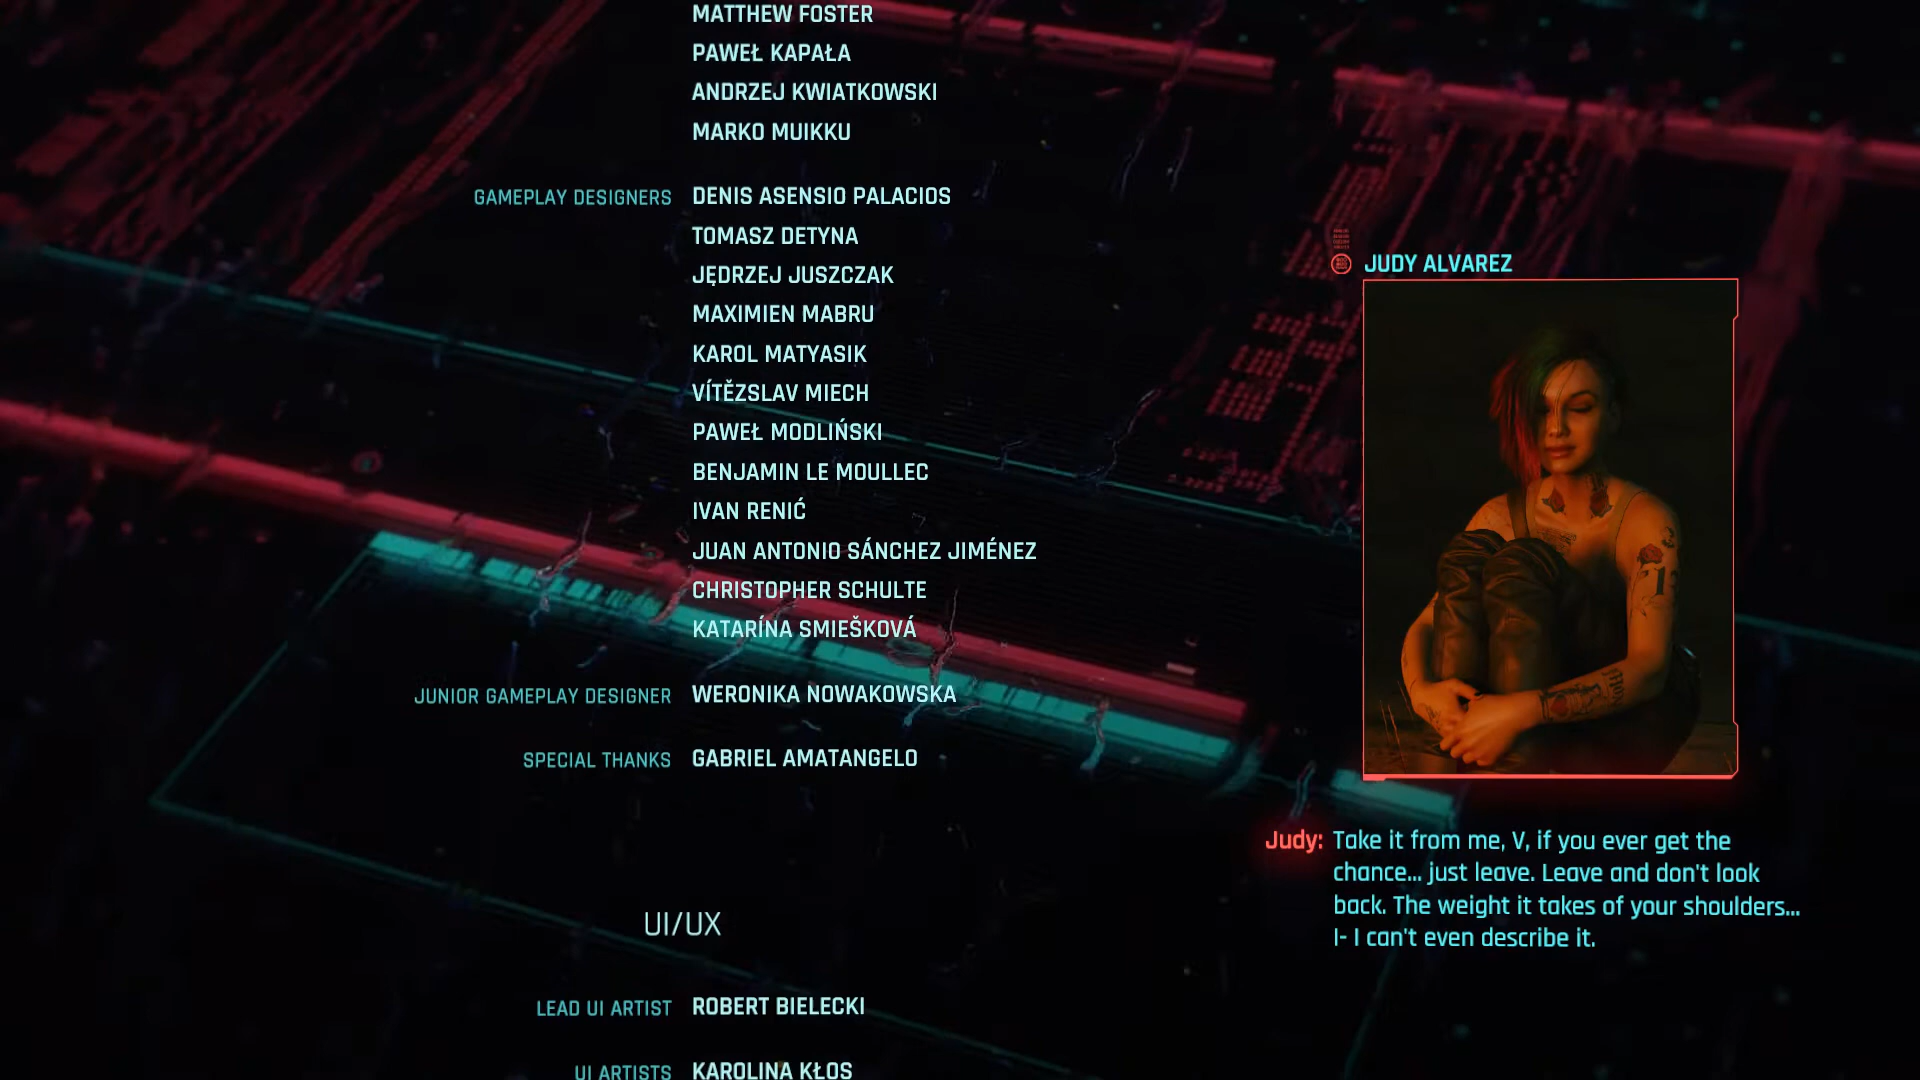 MATTHEW FOSTER
PAWEŁ KAPAŁA
ANDRZEJ KWIATKOWSKI
MARKO MUIKKU
GAMEPLAY DESIGNERS DENIS ASENSIO PALACIOS
TOMASZ DETYNA
JĘDRZEJ JUSZCZAK
MAXIMIEN MABRU
KAROL MATYASIK
VÍTĚZSLAV MIECH
PAWEŁ MODLIŃSKI
BENJAMIN LE MOULLEC
IVAN RENIĆ
JUAN ANTONIO SÁNCHEZ JIMÉNEZ
CHRISTOPHER SCHULTE
KATARÍNA SMIEŠKOVÁ
JUNIOR GAMEPLAY DESIGNER WERONIKA NOWAKOWSKA
SPECIAL THANKS GABRIEL AMATANGELO
UI/UX
LEAD UI ARTIST ROBERT BIELECKI
UI ARTISTS KAROLINA KŁOS
JUDY ALVAREZ
Judy: Take it from me, V, if you ever get the
chance... just leave. Leave and don't look
back. The weight it takes of your shoulders...
I- I can't even describe it.